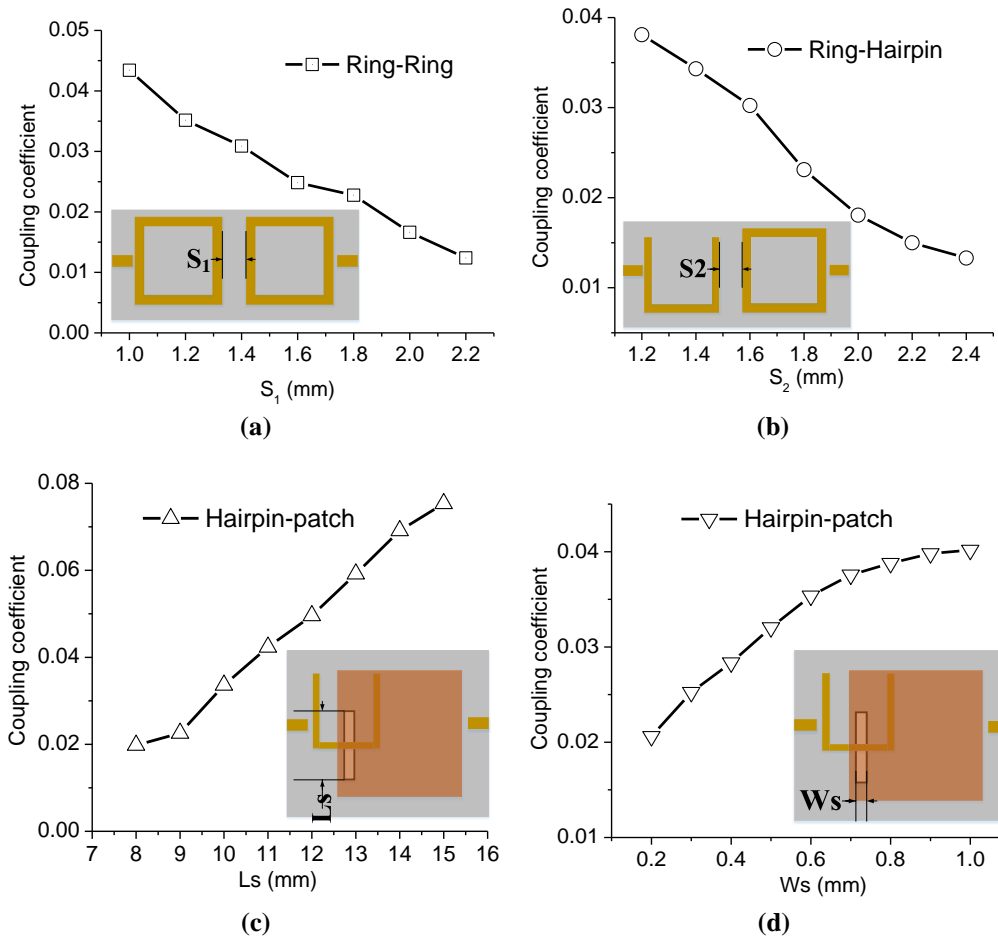 Ring-Ring
Coupling coefficient
0.05
0.04
0.03
0.02
0.01
0.00
S1
1.0 1.2 1.4 1.6 1.8 2.0 2.2
S1 (mm)
(a)
Ring-Hairpin
Coupling coefficient
0.04
0.03
0.02
0.01
S2
1.2 1.4 1.6 1.8 2.0 2.2 2.4
S2 (mm)
(b)
Hairpin-patch
Coupling coefficient
0.08
0.06
0.04
0.02
0.00
Ls
7 8 9 10 11 12 13 14 15 16
Ls (mm)
(c)
Hairpin-patch
Coupling coefficient
0.04
0.03
0.02
0.01
Ws
0.2 0.4 0.6 0.8 1.0
Ws (mm)
(d)